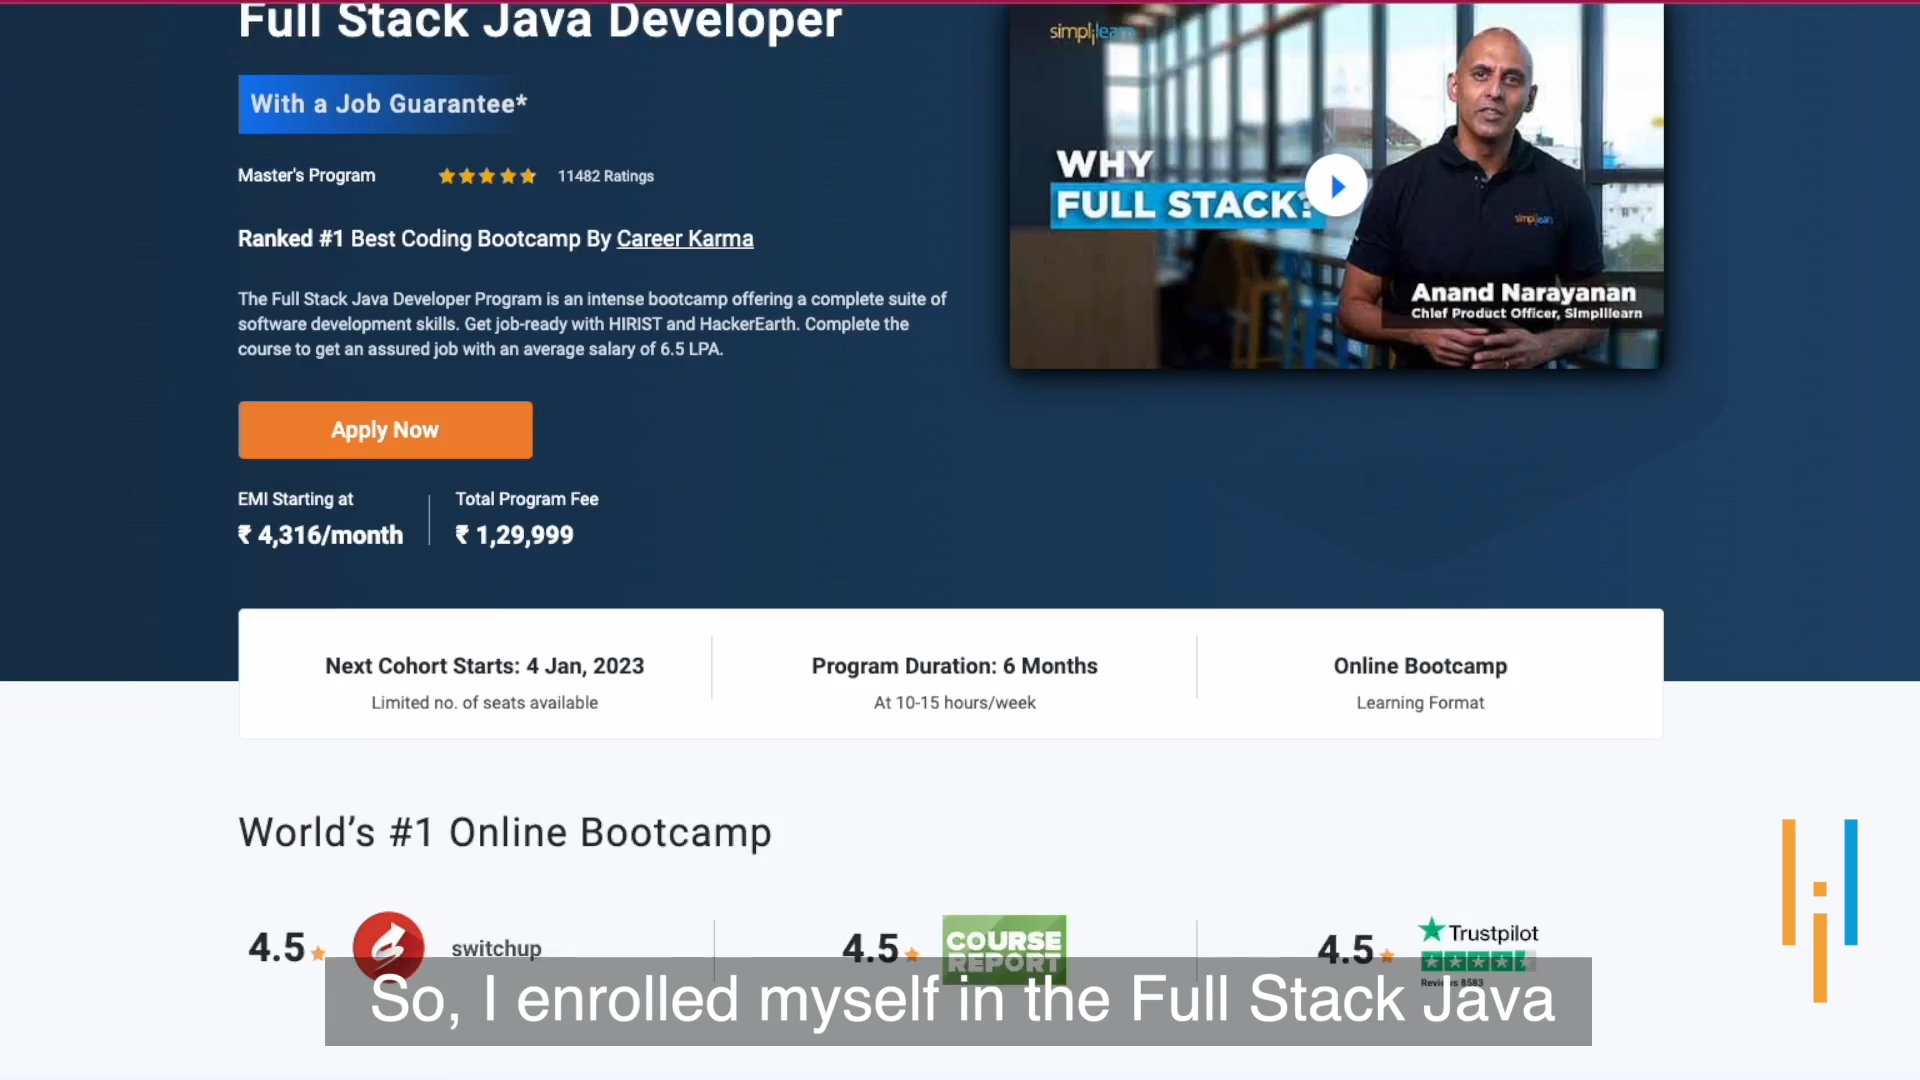 Full Stack Java Developer
With a Job Guarantee*
Master's Program
11482 Ratings
Ranked #1 Best Coding Bootcamp By Career Karma
The Full Stack Java Developer Program is an intense bootcamp offering a complete suite of
software development skills. Get job-ready with HIRIST and HackerEarth. Complete the
course to get an assured job with an average salary of 6.5 LPA.
Apply Now
EMI Starting at
₹ 4,316/month
Total Program Fee
₹ 1,29,999
simplilearn
WHY
FULL STACK?
simplilearn
Anand Narayanan
Chief Product Officer, Simplilearn
Next Cohort Starts: 4 Jan, 2023
Limited no. of seats available
Program Duration: 6 Months
At 10-15 hours/week
Online Bootcamp
Learning Format
World's #1 Online Bootcamp
4.5
switchup
4.5
COURSE
REPORT
4.5
Trustpilot
Reviews 8583
So, I enrolled myself in the Full Stack Java